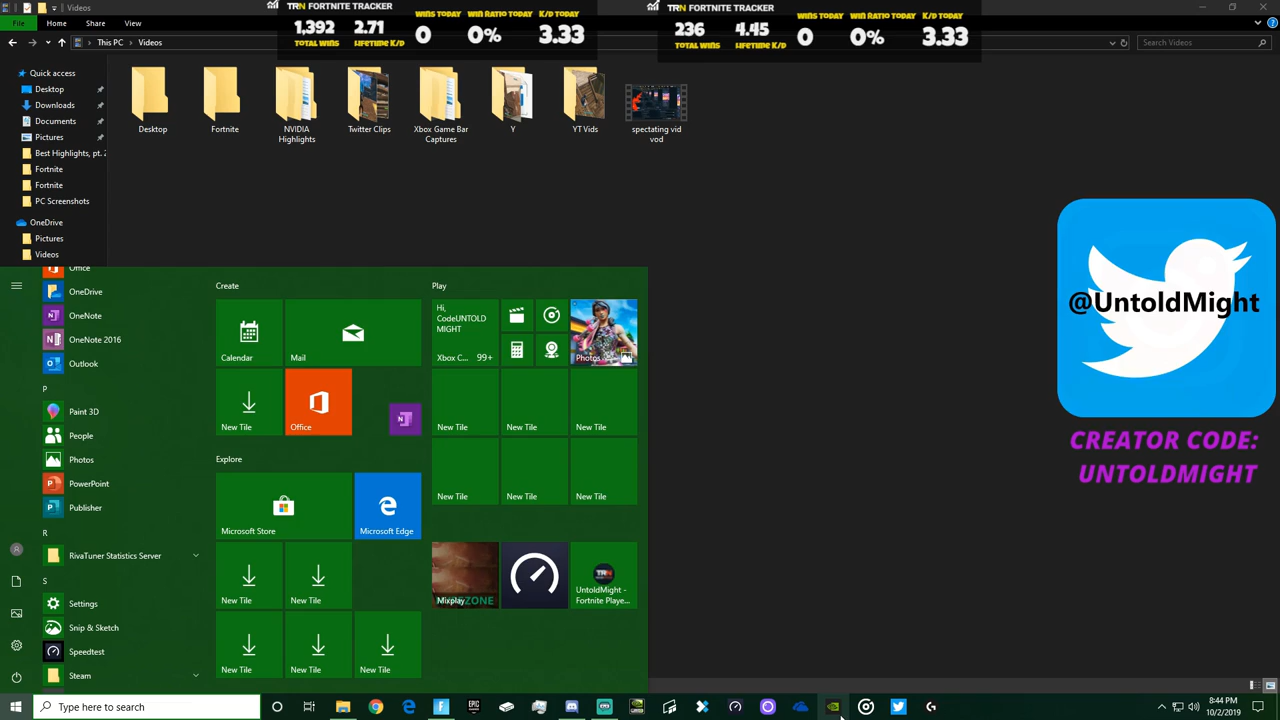 Videos
File
Home
Share
View
This PC
Videos
Search Videos
TRN FORTNITE TRACKER
1,392
TOTAL WINS
2.71
LIFETIME K/D
WINS TODAY
0
WIN RATIO TODAY
0%
K/D TODAY
3.33
TRN FORTNITE TRACKER
236
TOTAL WINS
4.45
LIFETIME K/D
WINS TODAY
0
WIN RATIO TODAY
0%
K/D TODAY
3.33
Quick access
Desktop
Downloads
Documents
Pictures
Best Highlights, pt. 2
Fortnite
Fortnite
PC Screenshots
OneDrive
Pictures
Videos
Desktop
Fortnite
NVIDIA
Highlights
Twitter Clips
Xbox Game Bar
Captures
Y
YT Vids
spectating vid
vod
@UntoldMight
CREATOR CODE:
UNTOLDMIGHT
Office
OneDrive
OneNote
OneNote 2016
Outlook
P
Paint 3D
People
Photos
PowerPoint
Publisher
R
RivaTuner Statistics Server
S
Settings
Snip & Sketch
Speedtest
Steam
Create
Calendar
Mail
New Tile
Office
Explore
Microsoft Store
Microsoft Edge
New Tile
New Tile
New Tile
New Tile
New Tile
Play
Hi,
CodeUNTOLD
MIGHT
Xbox C...
99+
Photos
New Tile
New Tile
New Tile
New Tile
New Tile
New Tile
Mixplay
ZONE
TRN
UntoldMight -
Fortnite Playe...
Type here to search
EPIC
8:44 PM
10/2/2019